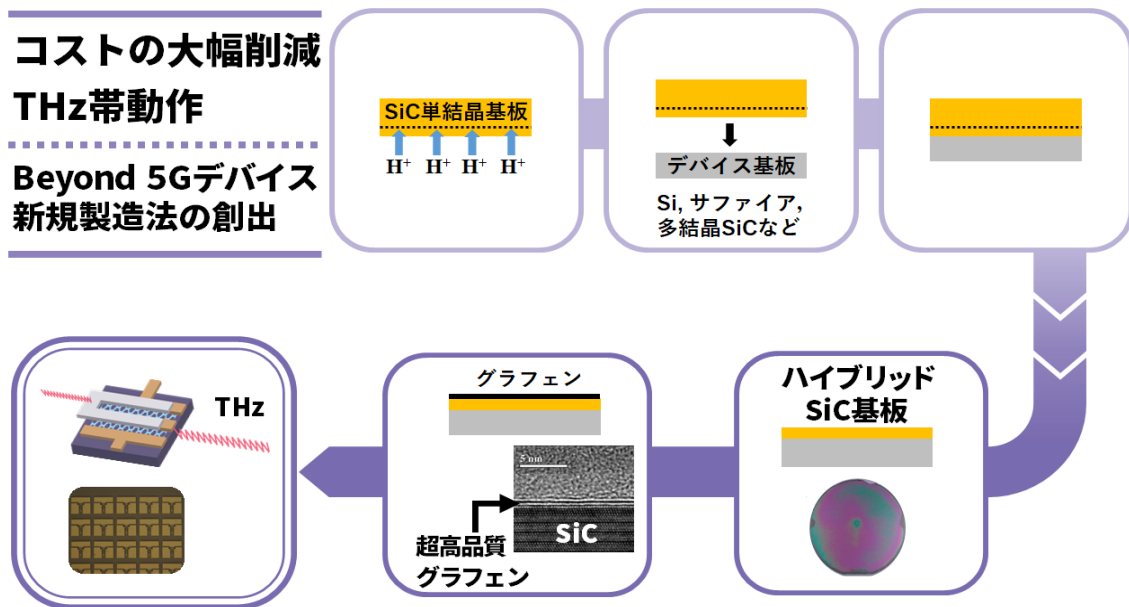 コストの大幅削減
THz帯動作
Beyond 5Gデバイス
新規製造法の創出
SiC単結晶基板
H⁺ H⁺ H⁺ H⁺
デバイス基板
Si, サファイア,
多結晶SiCなど
ハイブリッド
SiC基板
グラフェン
5 nm
SiC
超高品質
グラフェン
THz